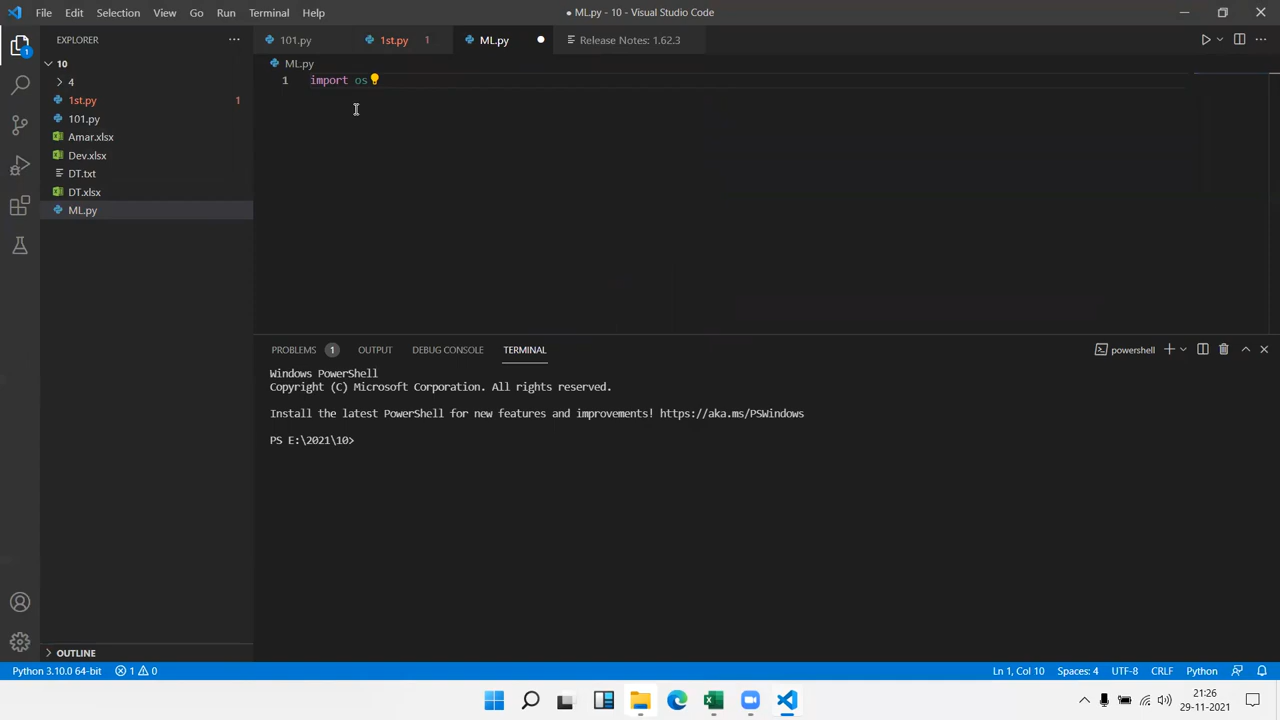 File Edit Selection View Go Run Terminal Help
● ML.py - 10 - Visual Studio Code
EXPLORER
101.py
1st.py 1
ML.py
Release Notes: 1.62.3
1
10
4
1st.py 1
101.py
Amar.xlsx
Dev.xlsx
DT.txt
DT.xlsx
ML.py
OUTLINE
ML.py
1 import os
PROBLEMS 1 OUTPUT DEBUG CONSOLE TERMINAL
powershell
Windows PowerShell
Copyright (C) Microsoft Corporation. All rights reserved.
Install the latest PowerShell for new features and improvements! https://aka.ms/PSWindows
PS E:\2021\10>
Python 3.10.0 64-bit 1 0
Ln 1, Col 10 Spaces: 4 UTF-8 CRLF Python
21:26
29-11-2021